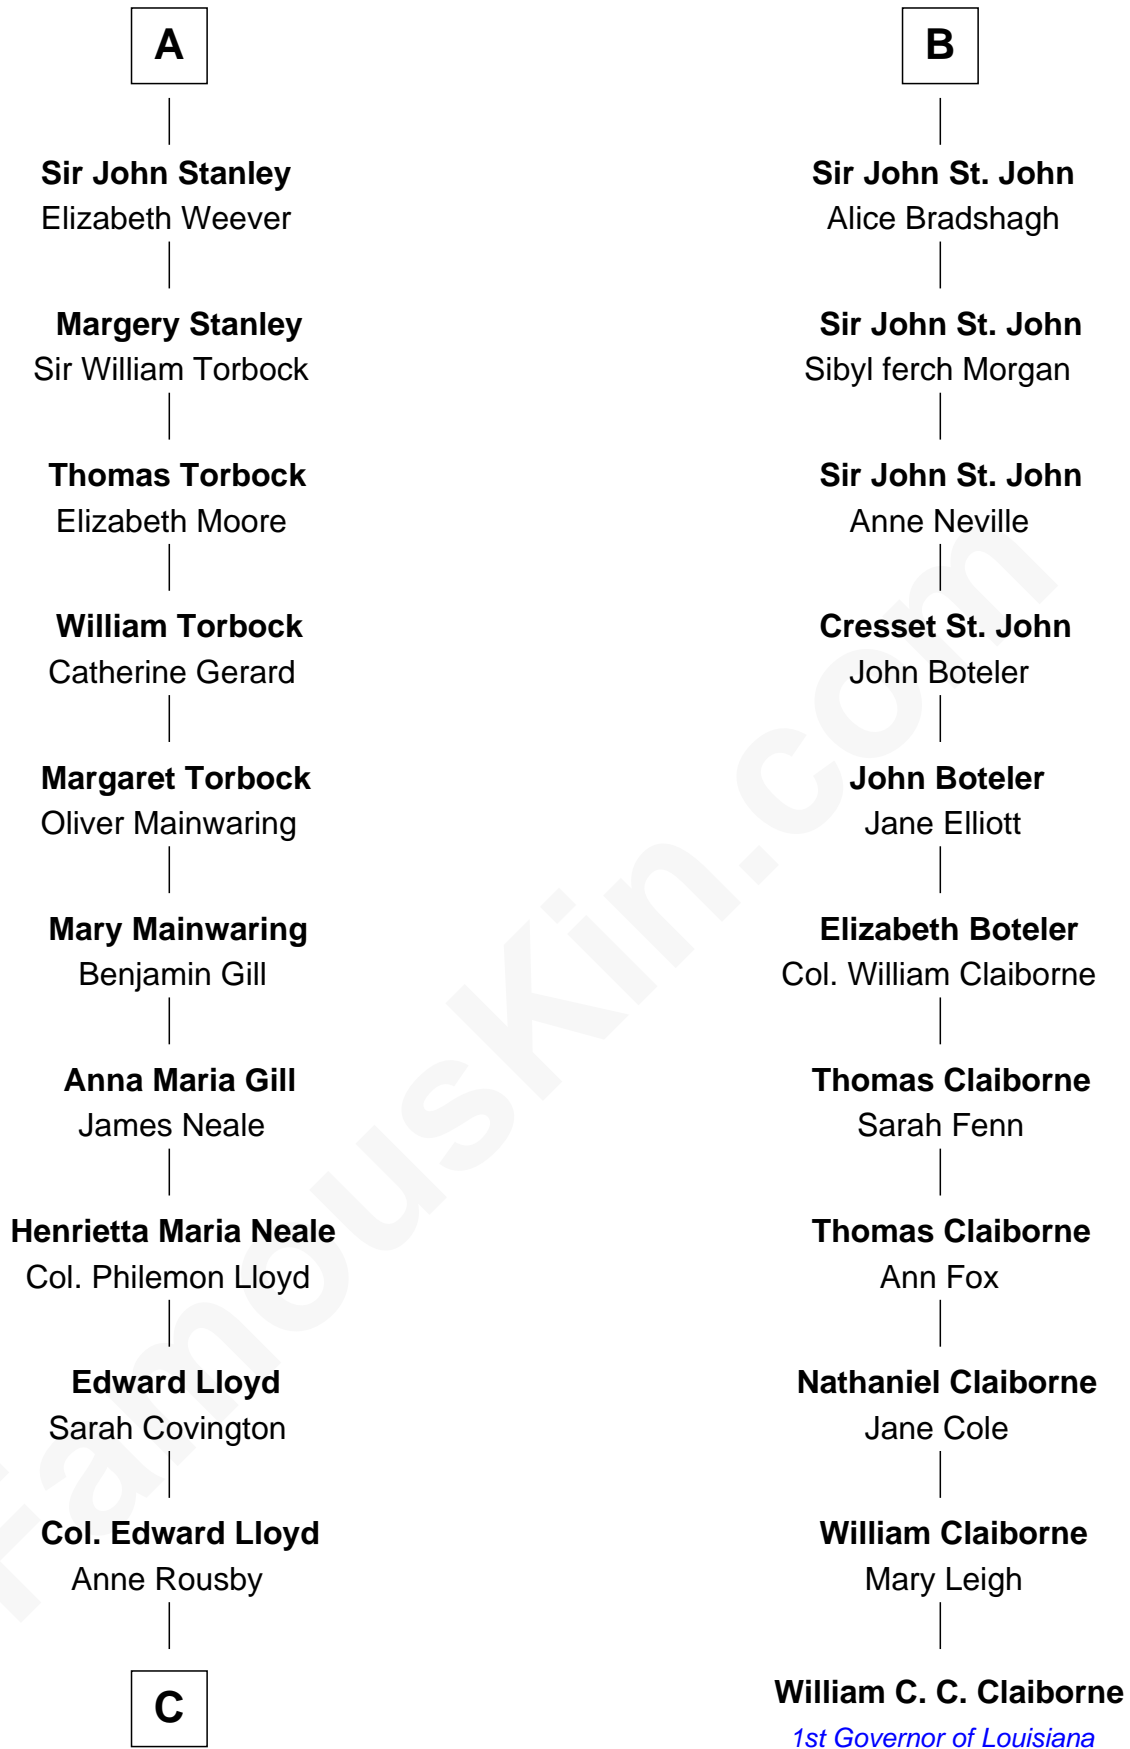 A
Sir John Stanley
Elizabeth Weever
Margery Stanley
Sir William Torbock
Thomas Torbock
Elizabeth Moore
William Torbock
Catherine Gerard
Margaret Torbock
Oliver Mainwaring
Mary Mainwaring
Benjamin Gill
Anna Maria Gill
James Neale
Henrietta Maria Neale
Col. Philemon Lloyd
Edward Lloyd
Sarah Covington
Col. Edward Lloyd
Anne Rousby
C
B
Sir John St. John
Alice Bradshagh
Sir John St. John
Sibyl ferch Morgan
Sir John St. John
Anne Neville
Cresset St. John
John Boteler
John Boteler
Jane Elliott
Elizabeth Boteler
Col. William Claiborne
Thomas Claiborne
Sarah Fenn
Thomas Claiborne
Ann Fox
Nathaniel Claiborne
Jane Cole
William Claiborne
Mary Leigh
William C. C. Claiborne
1st Governor of Louisiana
FamousKin.com